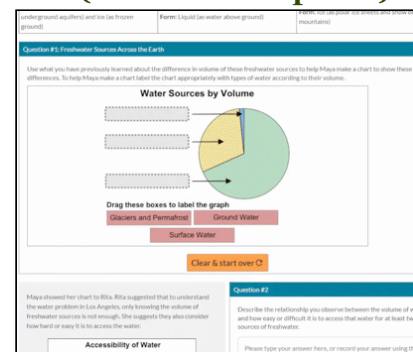 underground aquifers) and ice (as frozen
ground)
Form: Liquid (as water above ground)
Form: Ice (as polar ice sheets and snow on
mountains)
Question #1: Freshwater Sources Across the Earth
Use what you have previously learned about the difference in volume of these freshwater sources to help Maya make a chart to show these
differences. To help Maya make a chart label the chart appropriately with types of water according to their volume.
Water Sources by Volume
Drag these boxes to label the graph
Glaciers and Permafrost
Ground Water
Surface Water
Clear & start over
Maya showed her chart to Rita. Rita suggested that to understand
the water problem in Los Angeles, only knowing the volume of
freshwater sources is not enough. She suggests they also consider
how hard or easy it is to access the water.
Accessibility of Water
Question #2
Describe the relationship you observe between the volume of
and how easy or difficult it is to access that water for at least
sources of freshwater.
Please type your answer here, or record your answer using